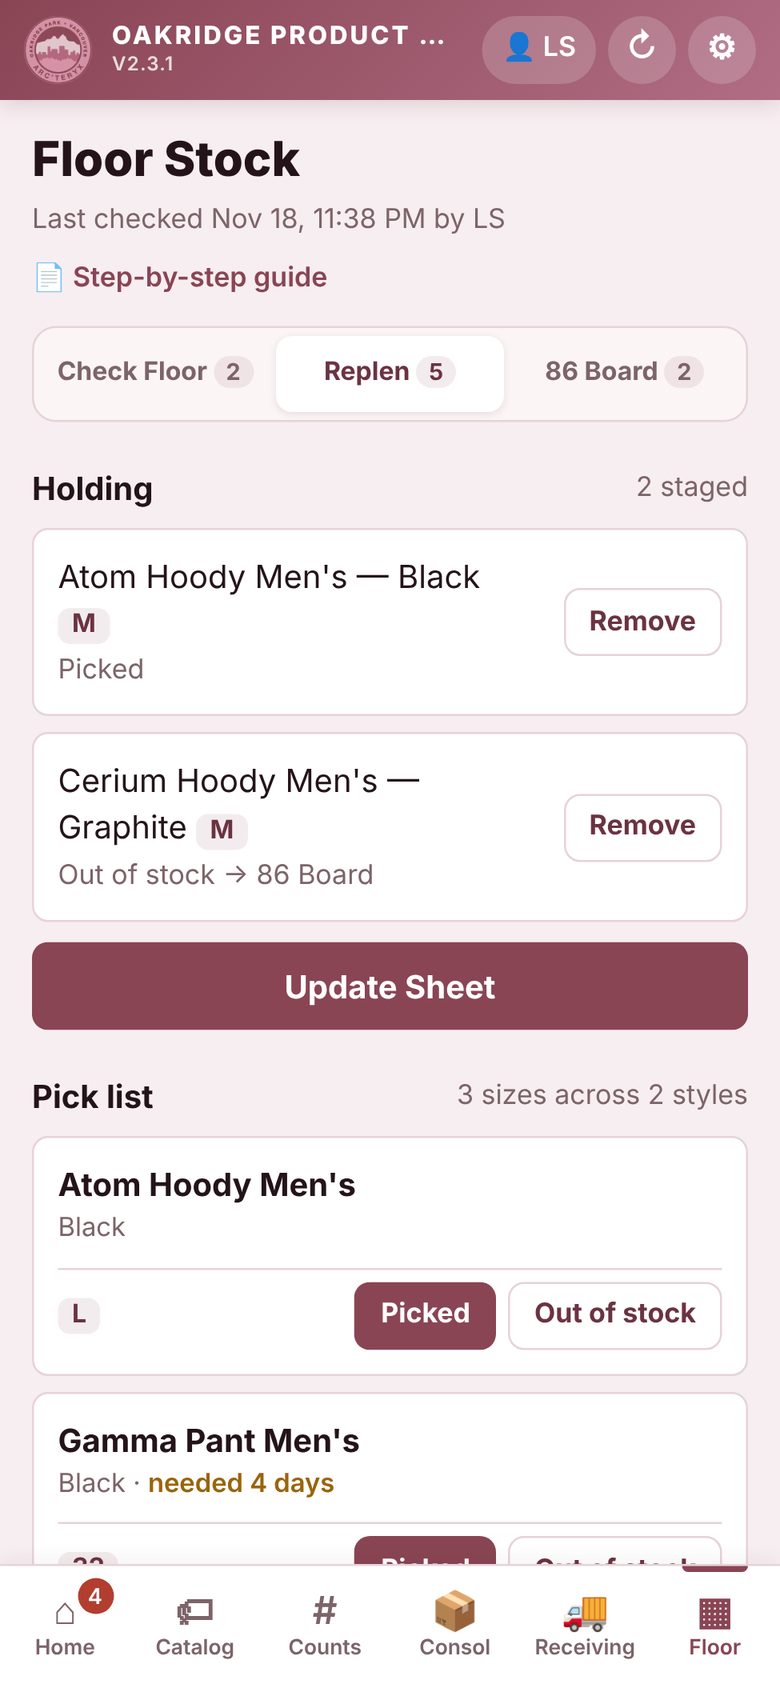 OAKRIDGE PRODUCT ...
V2.3.1
LS
Floor Stock
Last checked Nov 18, 11:38 PM by LS
Step-by-step guide
Check Floor 2
Replen 5
86 Board 2
Holding
2 staged
Atom Hoody Men's — Black
M
Picked
Remove
Cerium Hoody Men's —
Graphite M
Out of stock → 86 Board
Remove
Update Sheet
Pick list
3 sizes across 2 styles
Atom Hoody Men's
Black
L
Picked
Out of stock
Gamma Pant Men's
Black · needed 4 days
Picked
Out of stock
4
Home
Catalog
#
Counts
Consol
Receiving
Floor